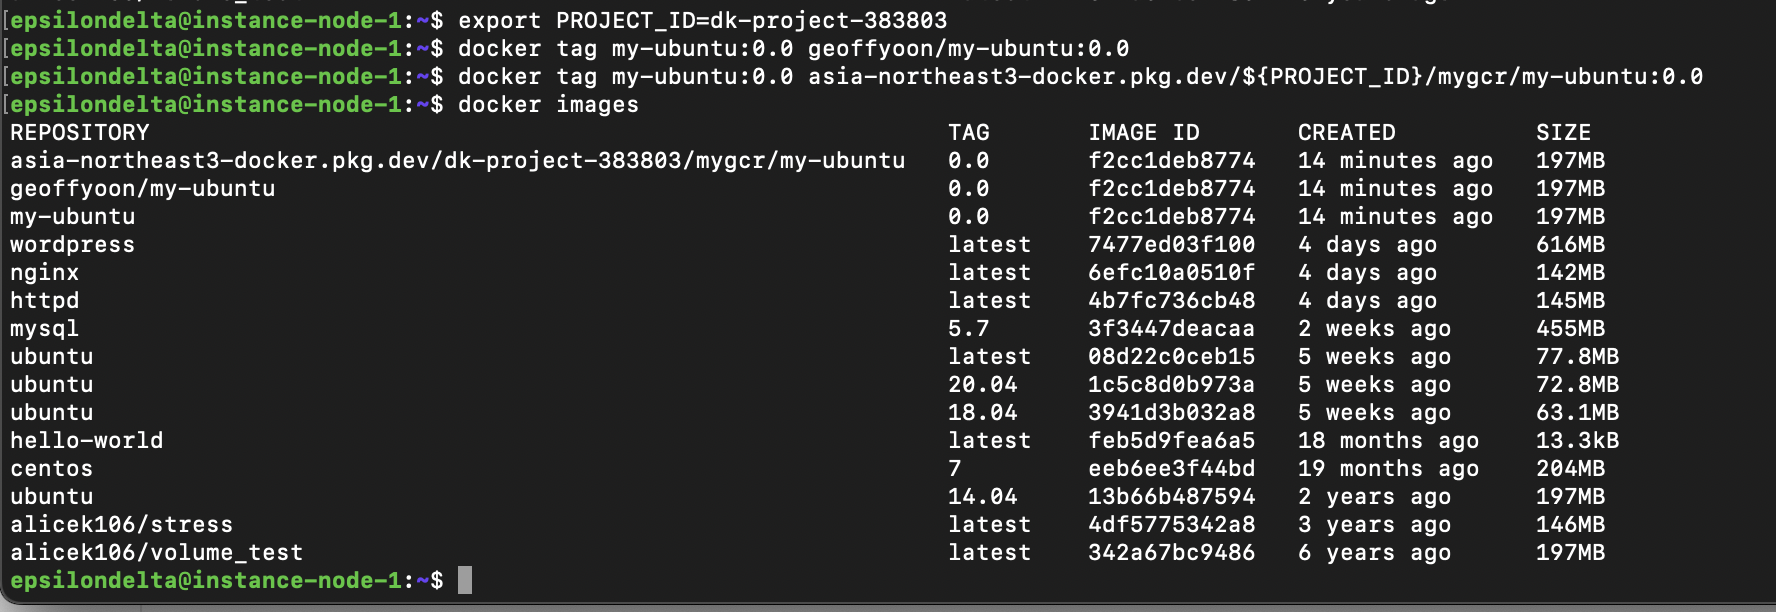 epsilondelta@instance-node-1:~$ export PROJECT_ID=dk-project-383803
[epsilondelta@instance-node-1:~$ docker tag my-ubuntu:0.0 geoffyoon/my-ubuntu:0.0
[epsilondelta@instance-node-1:~$ docker tag my-ubuntu:0.0 asia-northeast3-docker.pkg.dev/${PROJECT_ID}/mygcr/my-ubuntu:0.0
[epsilondelta@instance-node-1:~$ docker images
REPOSITORY TAG IMAGE ID CREATED SIZE
asia-northeast3-docker.pkg.dev/dk-project-383803/mygcr/my-ubuntu 0.0 f2cc1deb8774 14 minutes ago 197MB
geoffyoon/my-ubuntu 0.0 f2cc1deb8774 14 minutes ago 197MB
my-ubuntu 0.0 f2cc1deb8774 14 minutes ago 197MB
wordpress latest 7477ed03f100 4 days ago 616MB
nginx latest 6efc10a0510f 4 days ago 142MB
httpd latest 4b7fc736cb48 4 days ago 145MB
mysql 5.7 3f3447deacaa 2 weeks ago 455MB
ubuntu latest 08d22c0ceb15 5 weeks ago 77.8MB
ubuntu 20.04 1c5c8d0b973a 5 weeks ago 72.8MB
ubuntu 18.04 3941d3b032a8 5 weeks ago 63.1MB
hello-world latest feb5d9fea6a5 18 months ago 13.3kB
centos 7 eeb6ee3f44bd 19 months ago 204MB
ubuntu 14.04 13b66b487594 2 years ago 197MB
alicek106/stress latest 4df5775342a8 3 years ago 146MB
alicek106/volume_test latest 342a67bc9486 6 years ago 197MB
epsilondelta@instance-node-1:~$